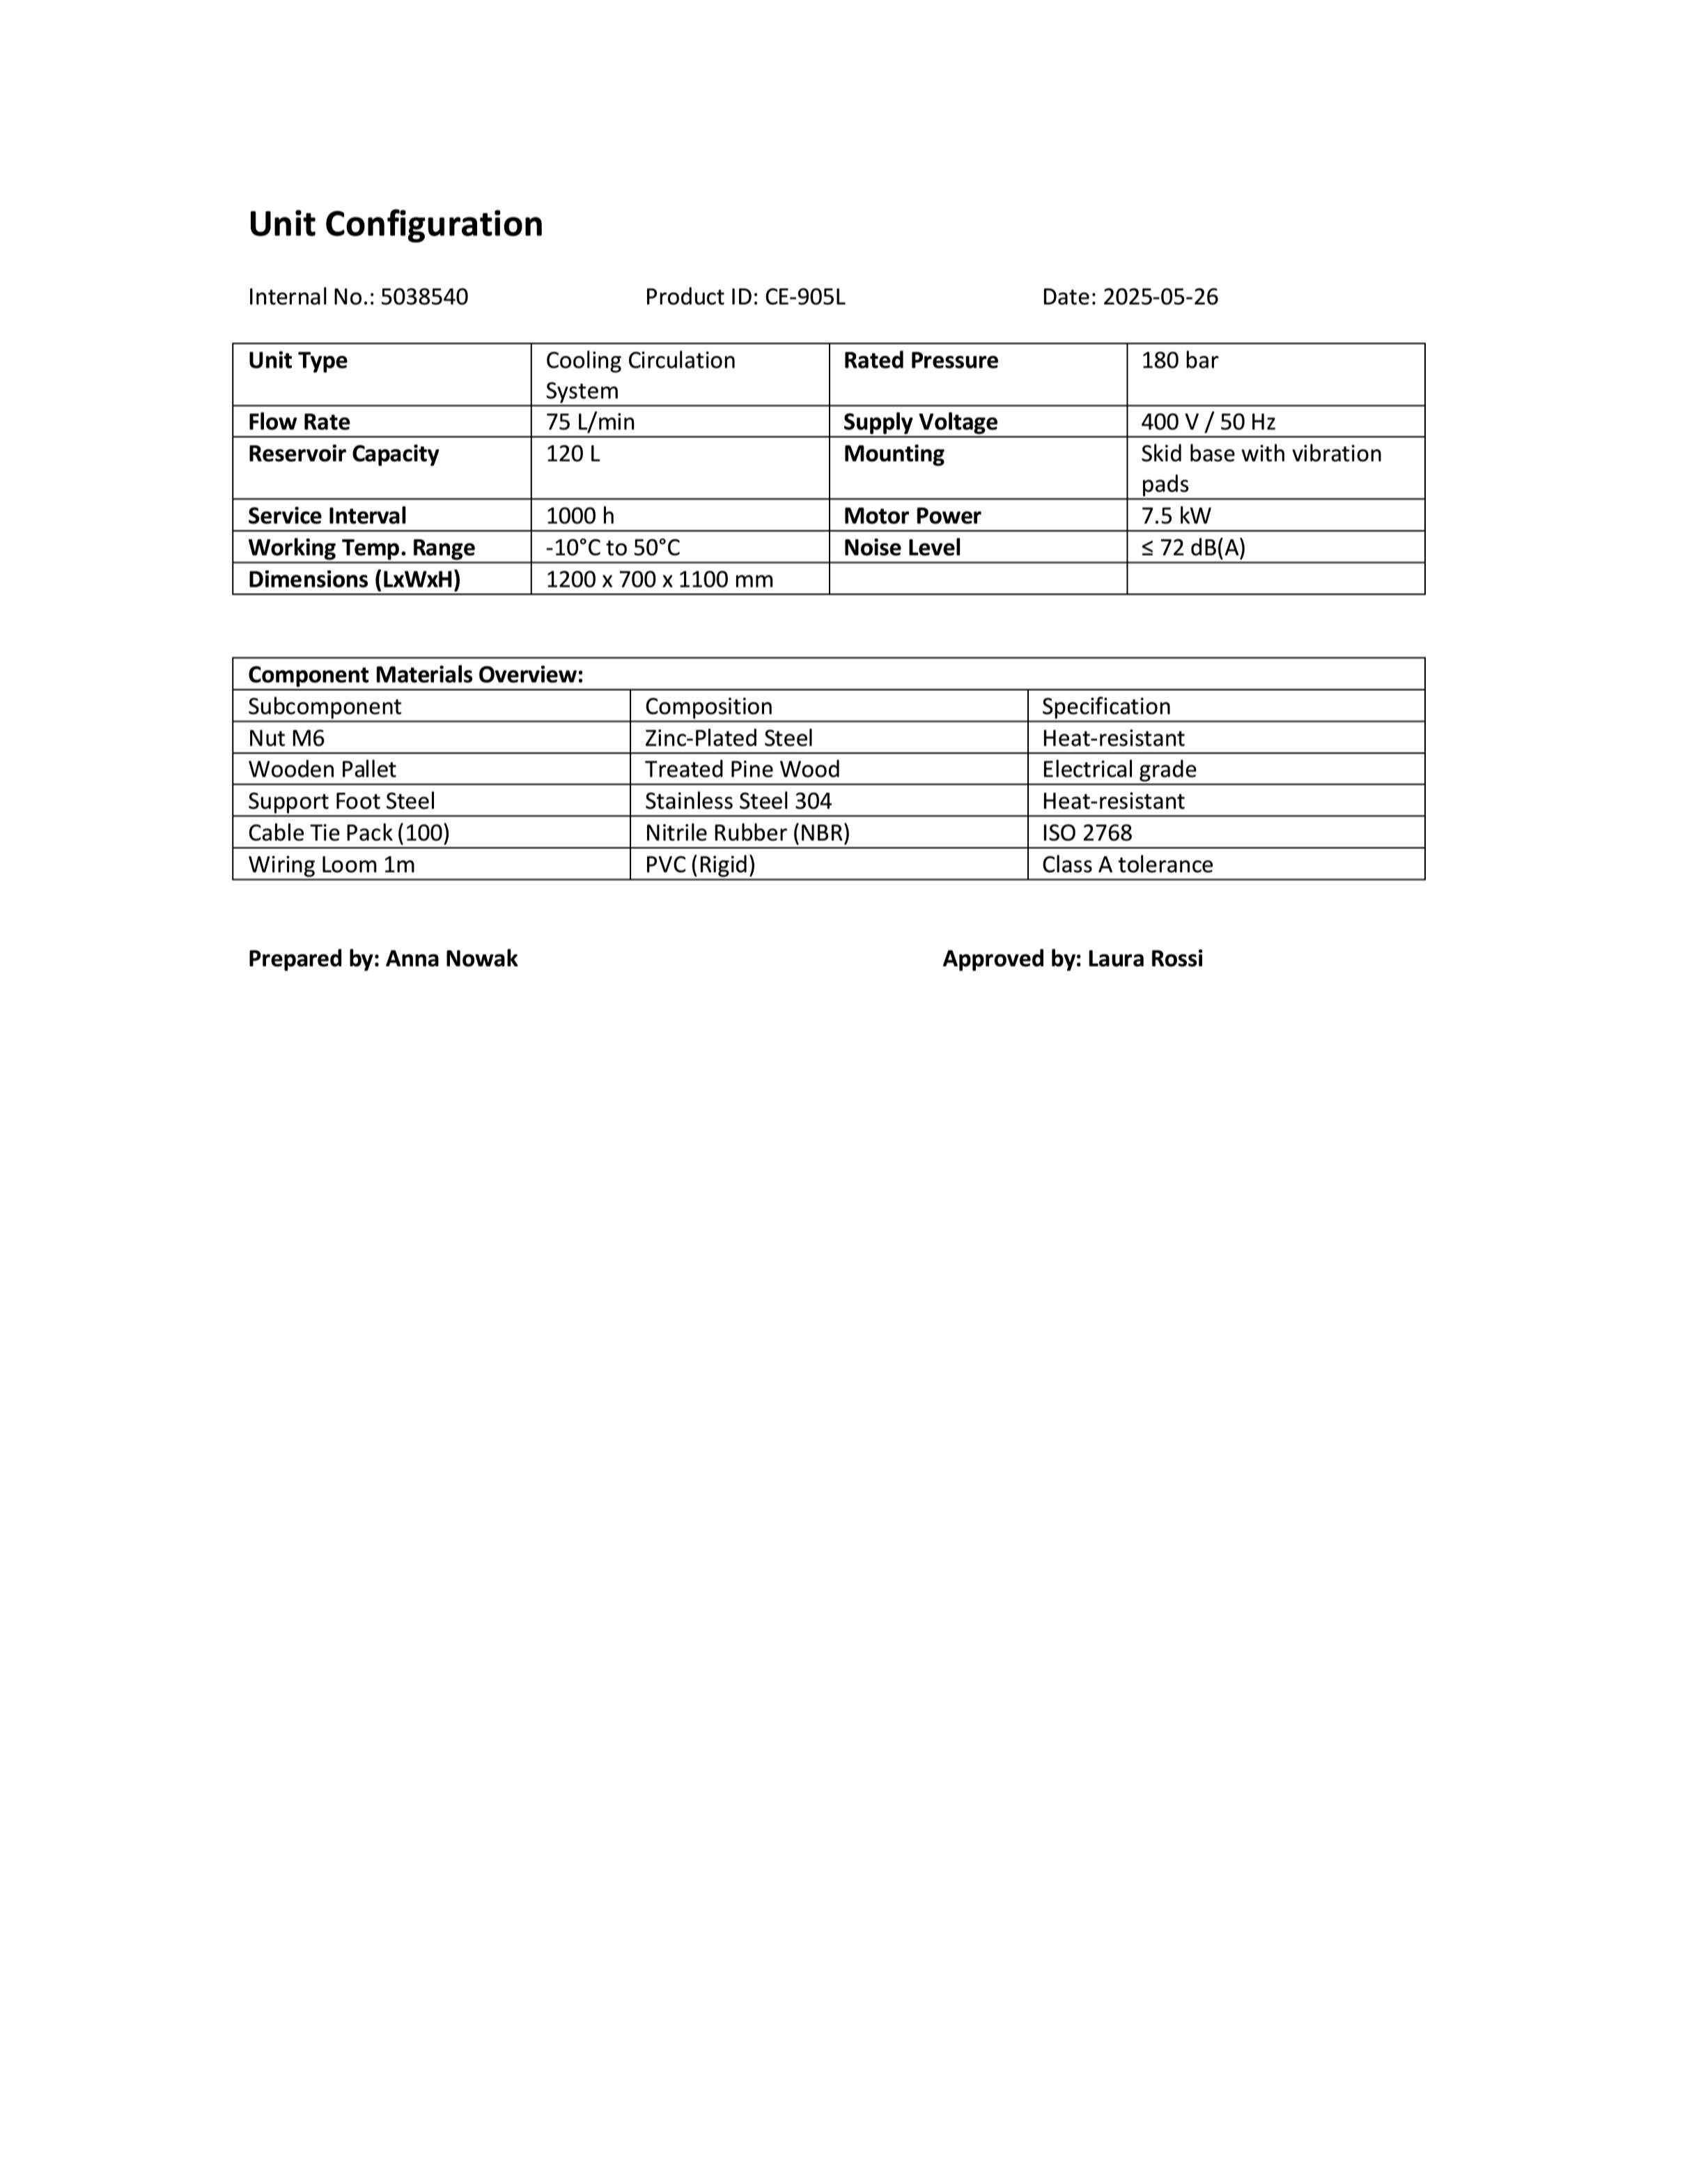 Unit Configuration
Internal No.: 5038540 Product ID: CE-905L Date: 2025-05-26
Unit Type Cooling Circulation System Rated Pressure 180 bar
Flow Rate 75 L/min Supply Voltage 400 V / 50 Hz
Reservoir Capacity 120 L Mounting Skid base with vibration pads
Service Interval 1000 h Motor Power 7.5 kW
Working Temp. Range -10°C to 50°C Noise Level ≤ 72 dB(A)
Dimensions (LxWxH) 1200 x 700 x 1100 mm
Component Materials Overview:
Subcomponent Composition Specification
Nut M6 Zinc-Plated Steel Heat-resistant
Wooden Pallet Treated Pine Wood Electrical grade
Support Foot Steel Stainless Steel 304 Heat-resistant
Cable Tie Pack (100) Nitrile Rubber (NBR) ISO 2768
Wiring Loom 1m PVC (Rigid) Class A tolerance
Prepared by: Anna Nowak Approved by: Laura Rossi